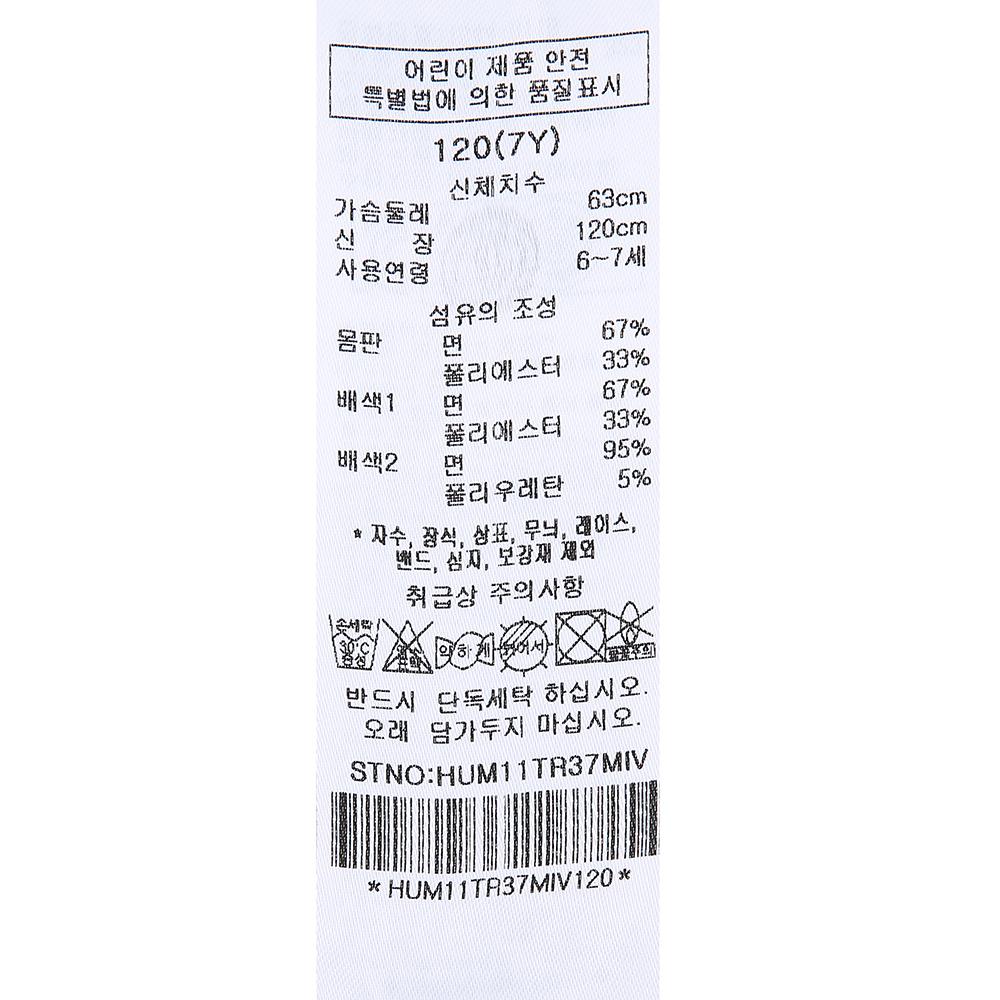 어린이 제품 안전
특별법에 의한 품질표시
120(7Y)
신체치수
가슴둘레 63cm
신 장 120cm
사용연령 6~7세
섬유의 조성
몸판 면 67%
폴리에스터 33%
배색1 면 67%
폴리에스터 33%
배색2 면 95%
폴리우레탄 5%
* 자수, 장식, 상표, 무늬, 레이스,
밴드, 심지, 보강재 제외
취급상 주의사항
손세탁
30°C
중성
약하게
뉘어서
반드시 단독세탁 하십시오.
오래 담가두지 마십시오.
STNO:HUM11TR37MIV
*HUM11TR37MIV120*